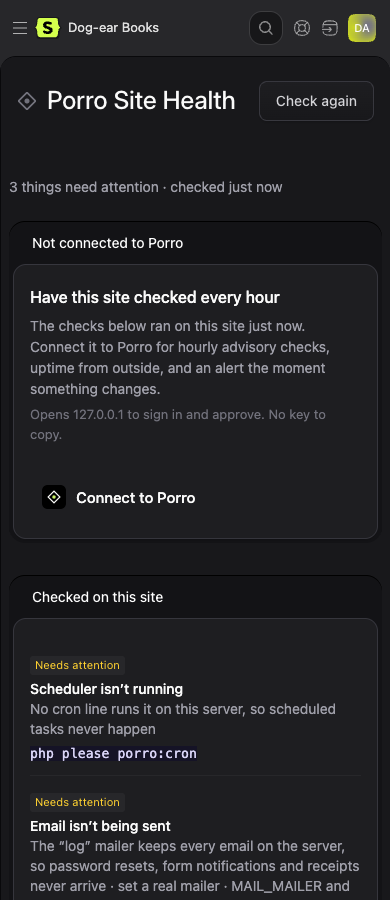 S Dog-ear Books DA
Porro Site Health
Check again
3 things need attention · checked just now
Not connected to Porro
Have this site checked every hour
The checks below ran on this site just now.
Connect it to Porro for hourly advisory checks,
uptime from outside, and an alert the moment
something changes.
Opens 127.0.0.1 to sign in and approve. No key to
copy.
Connect to Porro
Checked on this site
Needs attention
Scheduler isn’t running
No cron line runs it on this server, so scheduled
tasks never happen
php please porro:cron
Needs attention
Email isn’t being sent
The “log” mailer keeps every email on the server,
so password resets, form notifications and receipts
never arrive · set a real mailer · MAIL_MAILER and